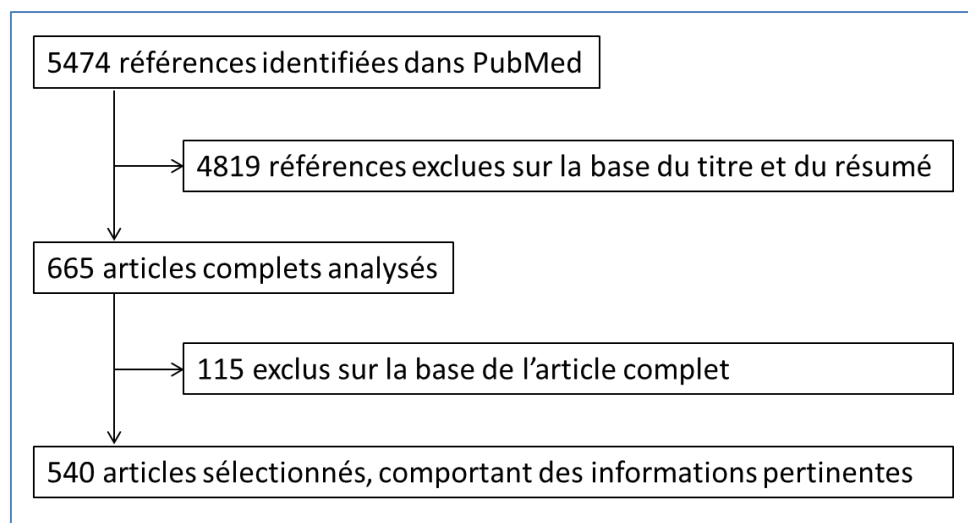 5474 références identifiées dans PubMed
4819 références exclues sur la base du titre et du résumé
665 articles complets analysés
115 exclus sur la base de l’article complet
540 articles sélectionnés, comportant des informations pertinentes